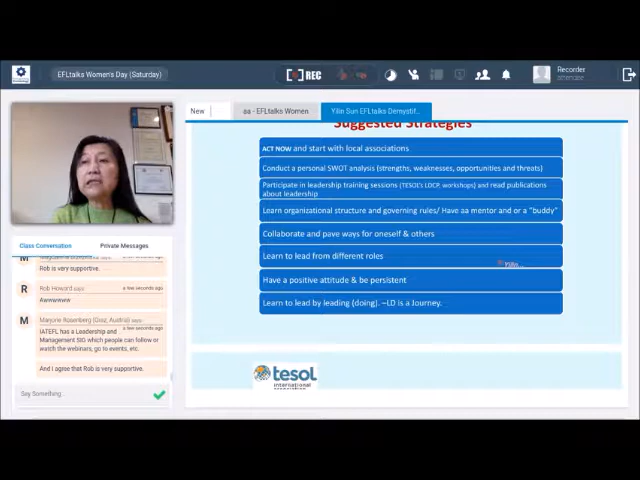 EFLtalks Women's Day (Saturday)
REC
Recorder
attendee
New
aa - EFLtalks Women
Yilin Sun EFLtalks Demystif...
Suggested Strategies
ACT NOW and start with local associations
Conduct a personal SWOT analysis (strengths, weaknesses, opportunities and threats)
Participate in leadership training sessions (TESOL's LDCP, workshops) and read publications
about leadership
Learn organizational structure and governing rules/ Have aa mentor and or a "buddy"
Collaborate and pave ways for oneself & others
Learn to lead from different roles
Yilin ...
Have a positive attitude & be persistent
Learn to lead by leading (doing). –LD is a Journey.
tesol
international
association
Class Conversation
Private Messages
M
Rob is very supportive.
R
Rob Howard says:
a few seconds ago
Awwwwww
M
Marjorie Rosenberg (Graz, Austria) says:
a few seconds ago
IATEFL has a Leadership and
Management SIG which people can follow or
watch the webinars, go to events, etc.
And I agree that Rob is very supportive.
Say Something.